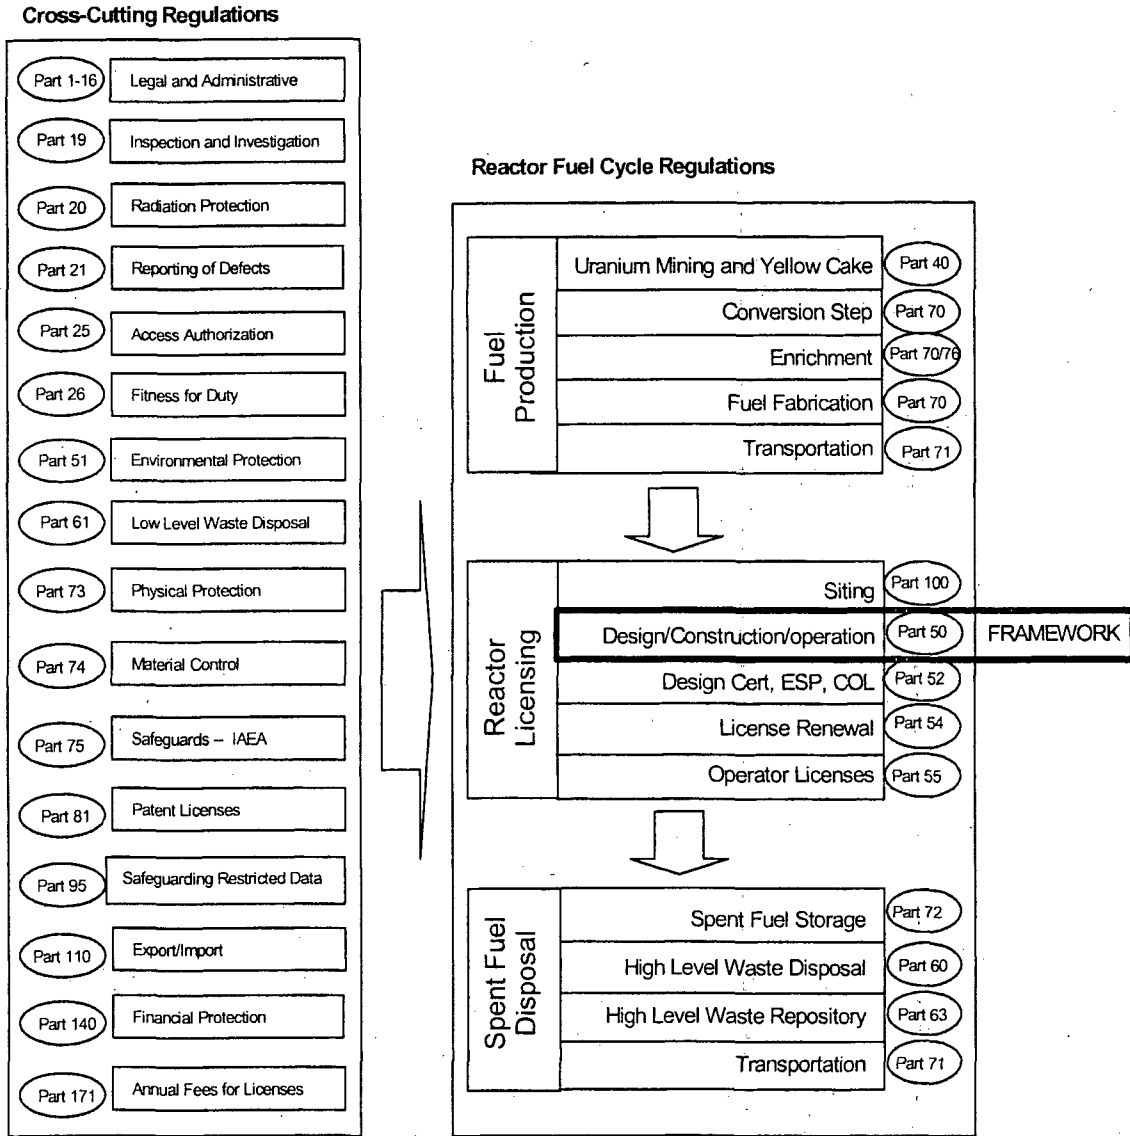 Cross-Cutting Regulations
Part 1-16 Legal and Administrative
Part 19 Inspection and Investigation
Part 20 Radiation Protection
Part 21 Reporting of Defects
Part 25 Access Authorization
Part 26 Fitness for Duty
Part 51 Environmental Protection
Part 61 Low Level Waste Disposal
Part 73 Physical Protection
Part 74 Material Control
Part 75 Safeguards – IAEA
Part 81 Patent Licenses
Part 95 Safeguarding Restricted Data
Part 110 Export/Import
Part 140 Financial Protection
Part 171 Annual Fees for Licenses
Reactor Fuel Cycle Regulations
Fuel
Production
Uranium Mining and Yellow Cake Part 40
Conversion Step Part 70
Enrichment Part 70/76
Fuel Fabrication Part 70
Transportation Part 71
Reactor
Licensing
Siting Part 100
Design/Construction/operation Part 50 FRAMEWORK
Design Cert, ESP, COL Part 52
License Renewal Part 54
Operator Licenses Part 55
Spent Fuel
Disposal
Spent Fuel Storage Part 72
High Level Waste Disposal Part 60
High Level Waste Repository Part 63
Transportation Part 71